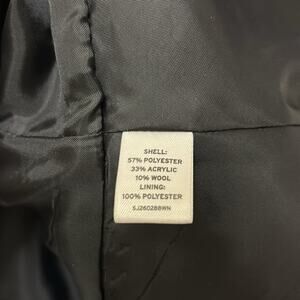 SHELL:
57% POLYESTER
33% ACRYLIC
10% WOOL
LINING:
100% POLYESTER
SJ260288WN